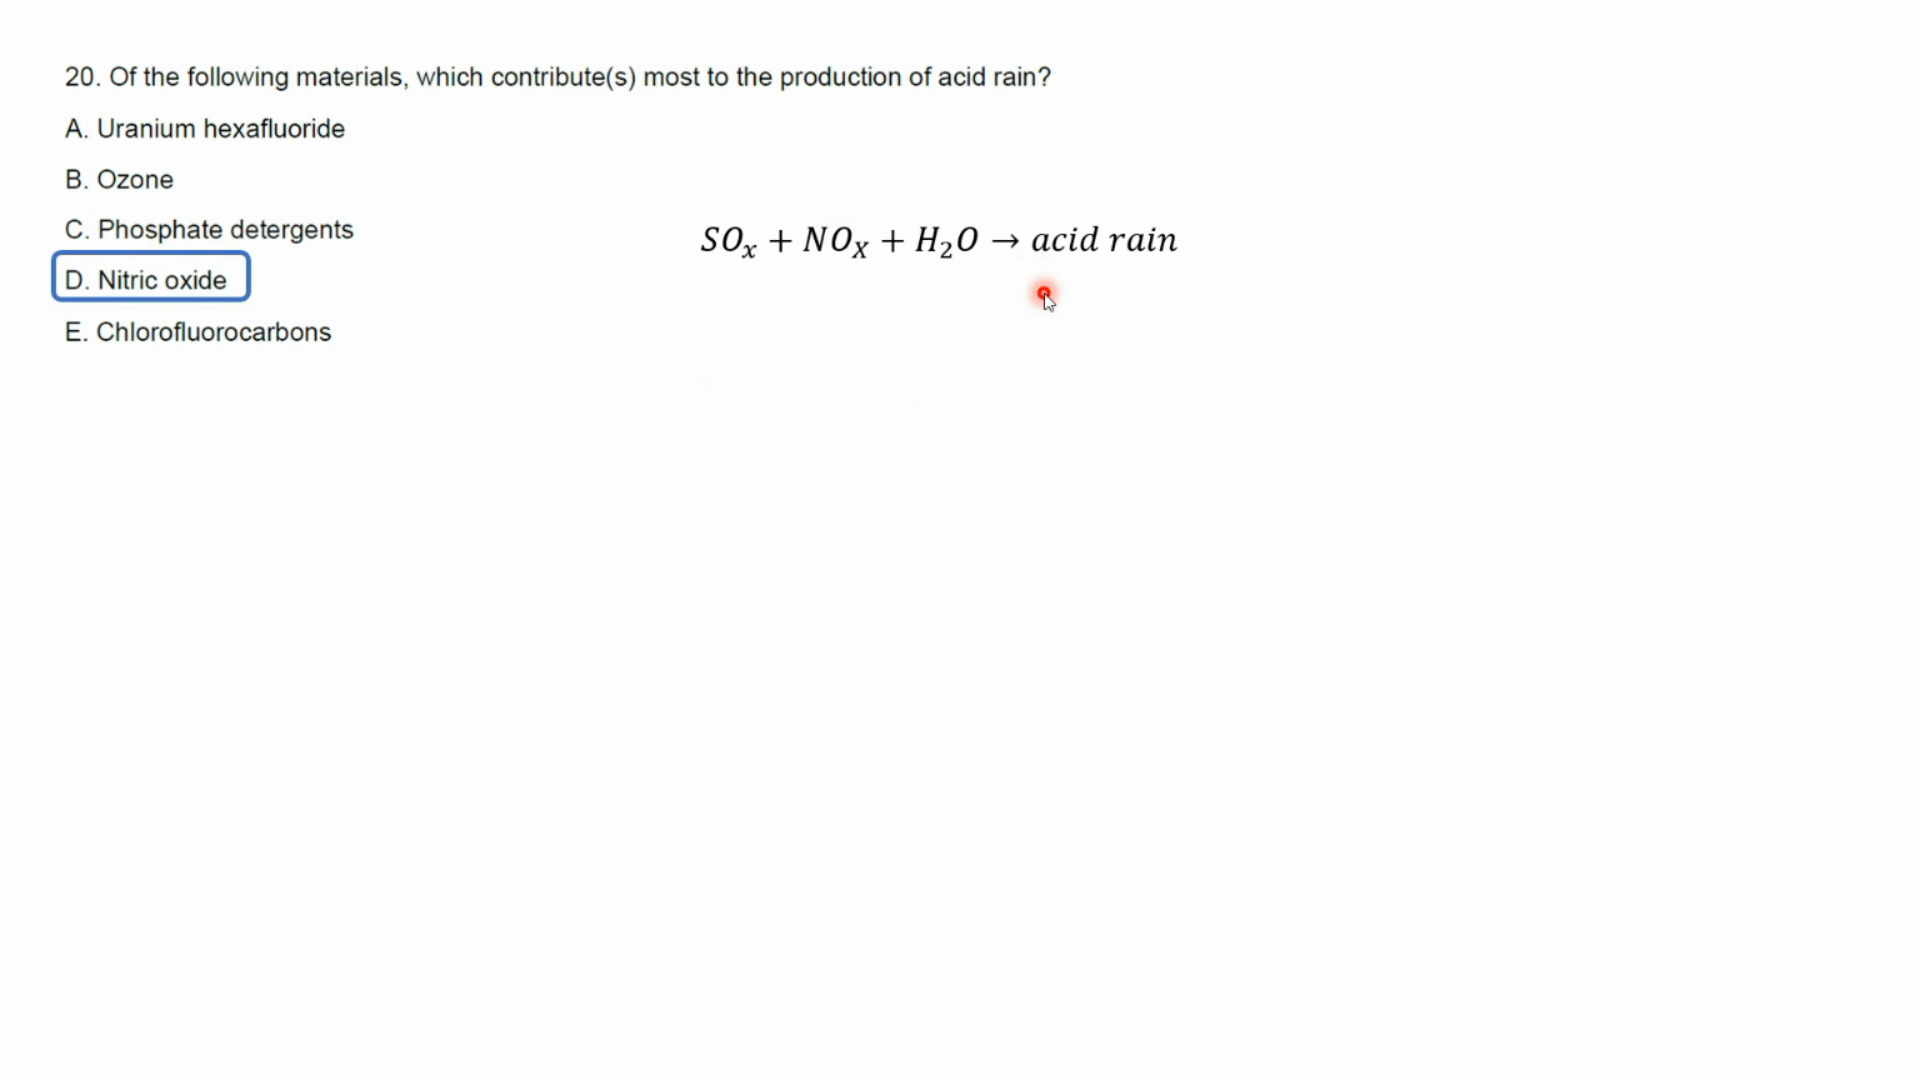 20. Of the following materials, which contribute(s) most to the production of acid rain?
A. Uranium hexafluoride
B. Ozone
C. Phosphate detergents
SOₓ + NO_X + H₂O → acid rain
D. Nitric oxide
E. Chlorofluorocarbons